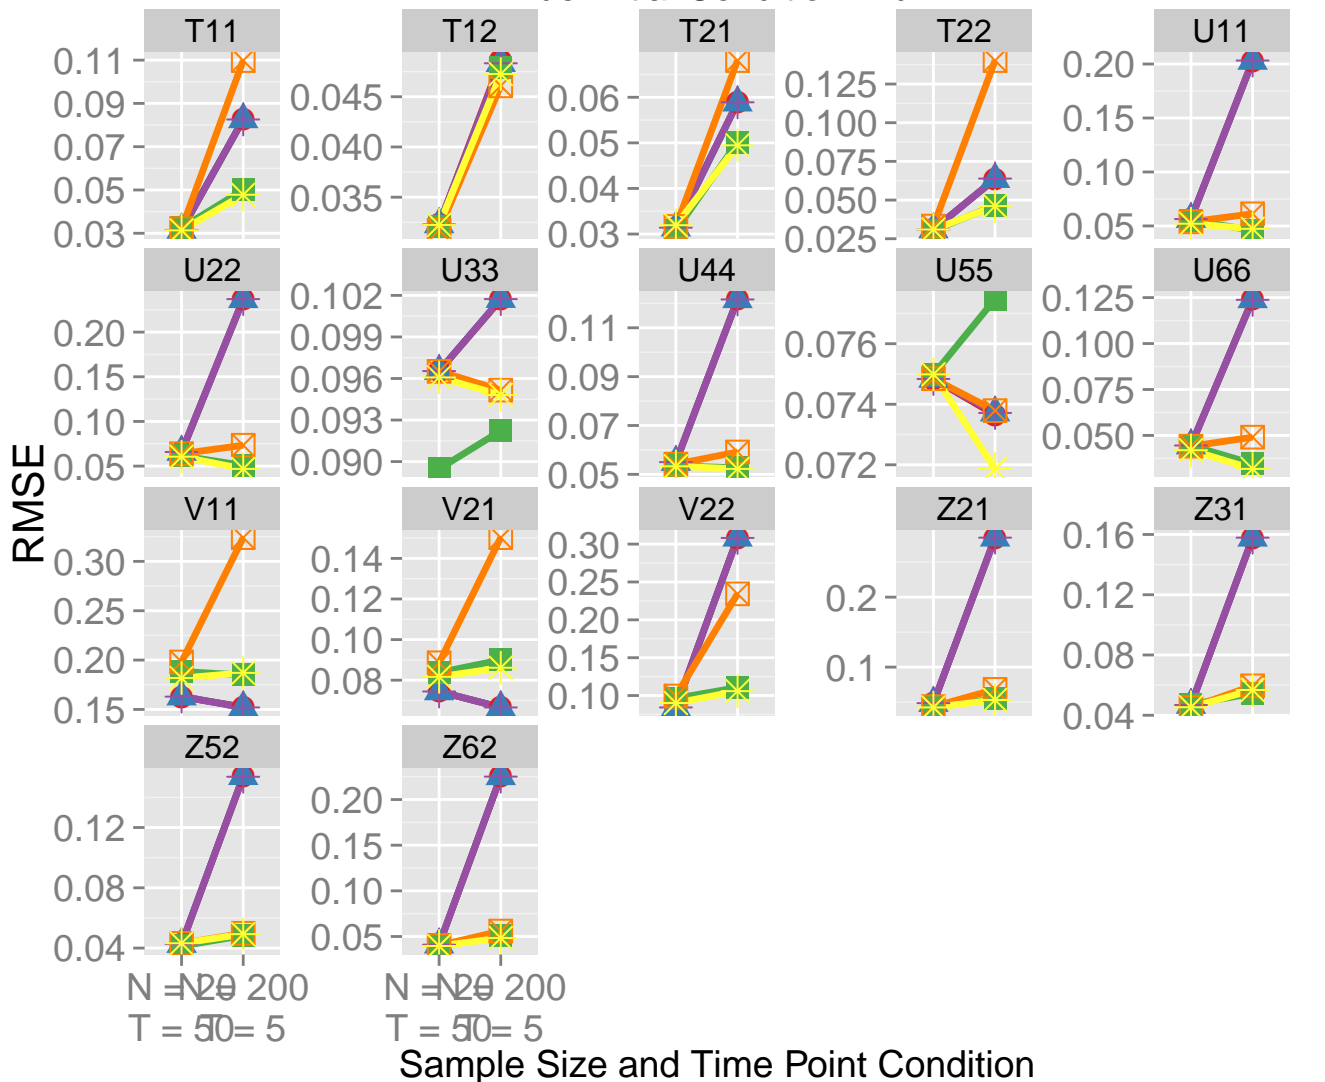 T11 T12 T21 T22 U11
0.11 0.09 0.07 0.05 0.03
0.045 0.040 0.035
0.06 0.05 0.04 0.03
0.125 0.100 0.075 0.050 0.025
0.20 0.15 0.10 0.05
U22 U33 U44 U55 U66
0.20 0.15 0.10 0.05
0.102 0.099 0.096 0.093 0.090
0.11 0.09 0.07 0.05
0.076 0.074 0.072
0.125 0.100 0.075 0.050
RMSE
V11 V21 V22 Z21 Z31
0.30 0.25 0.20 0.15
0.14 0.12 0.10 0.08
0.30 0.25 0.20 0.15 0.10
0.2 0.1
0.16 0.12 0.08 0.04
Z52 Z62
0.12 0.08 0.04
0.20 0.15 0.10 0.05
N = 20 N = 200 N = 20 N = 200
T = 50 T = 5 T = 50 T = 5
Sample Size and Time Point Condition